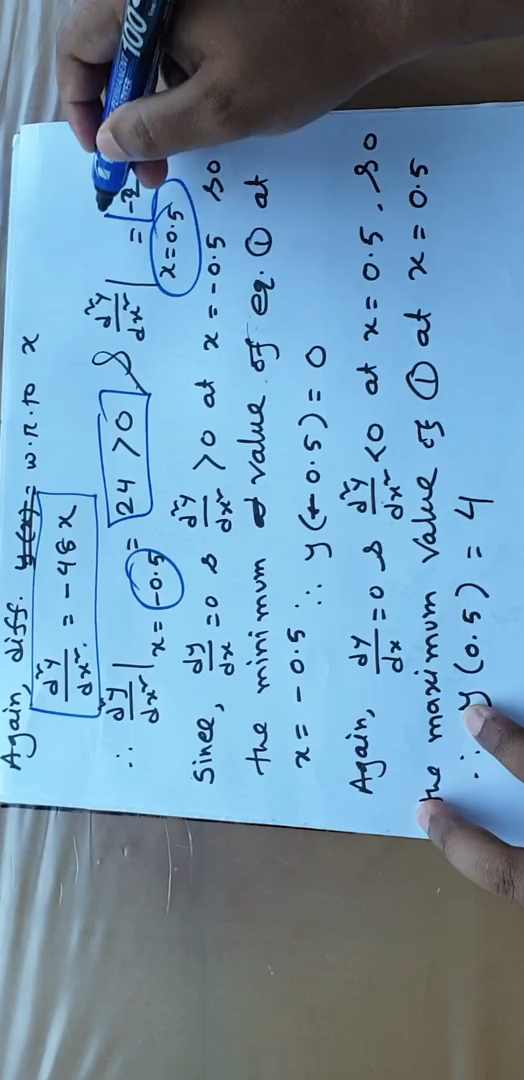 Again, diff. y(x) = w.r.to x
d²y/dx² = -48x
∴ d²y/dx² | x = -0.5 = 24 > 0 & d²y/dx² | x = 0.5 = -2
Since, dy/dx = 0 & d²y/dx² > 0 at x = -0.5 so
the minimum value of eq. ① at
x = -0.5 ∴ y(-0.5) = 0
Again, dy/dx = 0 & d²y/dx² < 0 at x = 0.5, so
the maximum value of ① at x = 0.5
∴ y(0.5) = 4
PERMANENT
100